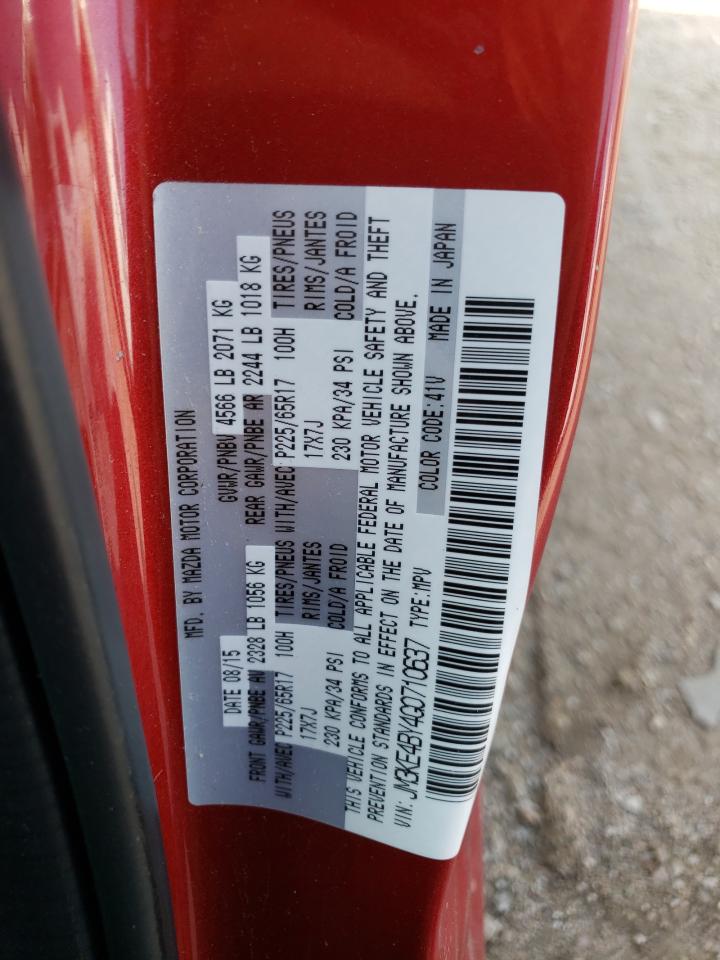 MFD. BY MAZDA MOTOR CORPORATION
DATE 08/15 GVWR/PNBV 4566 LB 2071 KG
FRONT GAWR/PNBE AV 2328 LB 1056 KG REAR GAWR/PNBE AR 2244 LB 1018 KG
WITH/AVEC P225/65R17 100H TIRES/PNEUS WITH/AVEC P225/65R17 100H TIRES/PNEUS
17X7J RIMS/JANTES 17X7J RIMS/JANTES
230 KPA/34 PSI COLD/A FROID 230 KPA/34 PSI COLD/A FROID
THIS VEHICLE CONFORMS TO ALL APPLICABLE FEDERAL MOTOR VEHICLE SAFETY AND THEFT
PREVENTION STANDARDS IN EFFECT ON THE DATE OF MANUFACTURE SHOWN ABOVE.
VIN: JM3KE4BY4G0710637 TYPE:MPV COLOR CODE:41V MADE IN JAPAN